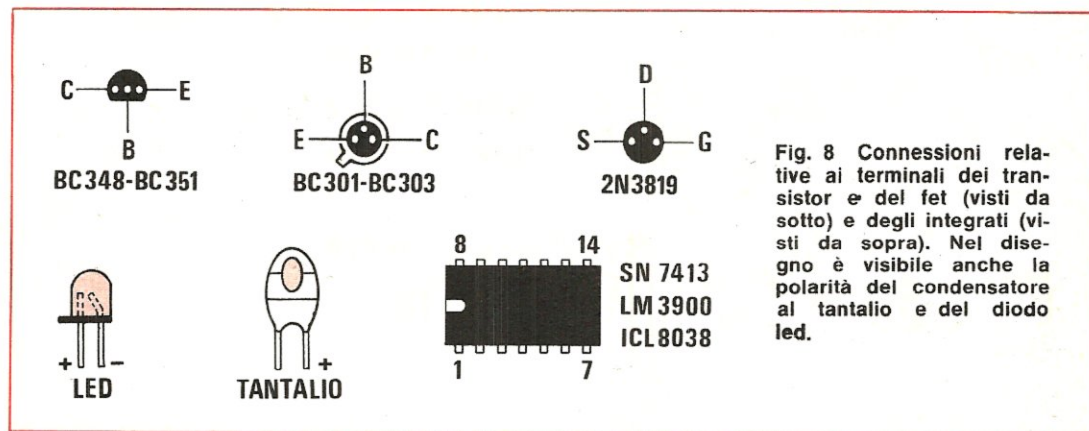 C E
B
BC348-BC351
B
E C
BC301-BC303
D
S G
2N3819
+ −
LED
+
TANTALIO
8 14
1 7
SN 7413
LM 3900
ICL8038
Fig. 8 Connessioni rela-
tive ai terminali dei tran-
sistor e del fet (visti da
sotto) e degli integrati (vi-
sti da sopra). Nel dise-
gno è visibile anche la
polarità del condensatore
al tantalio e del diodo
led.